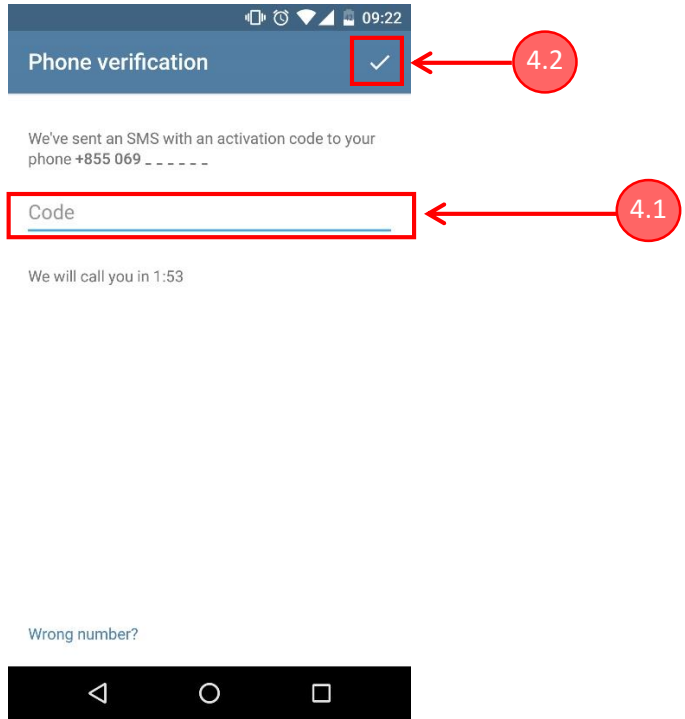 09:22
Phone verification
4.2
We've sent an SMS with an activation code to your
phone +855 069 _ _ _ _ _ _
Code
4.1
We will call you in 1:53
Wrong number?